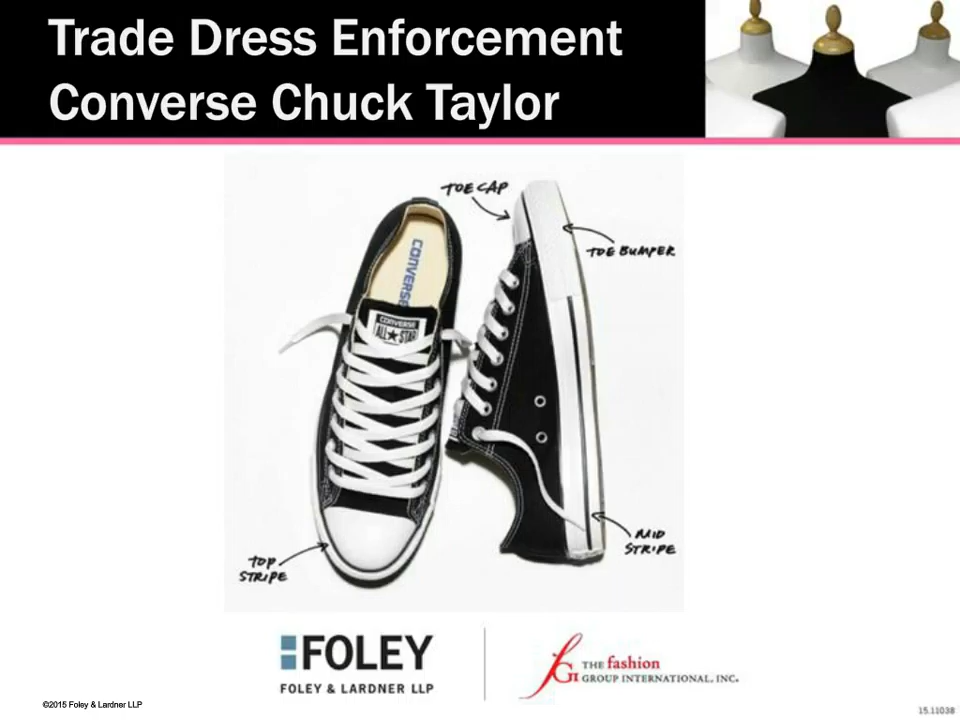 Trade Dress Enforcement
Converse Chuck Taylor
TOE CAP
TOE BUMPER
CONVERSE
CONVERSE
ALL★STAR
MID
STRIPE
TOP
STRIPE
FOLEY
FOLEY & LARDNER LLP
fGI THE fashion
GROUP INTERNATIONAL, INC.
©2015 Foley & Lardner LLP
15.11038